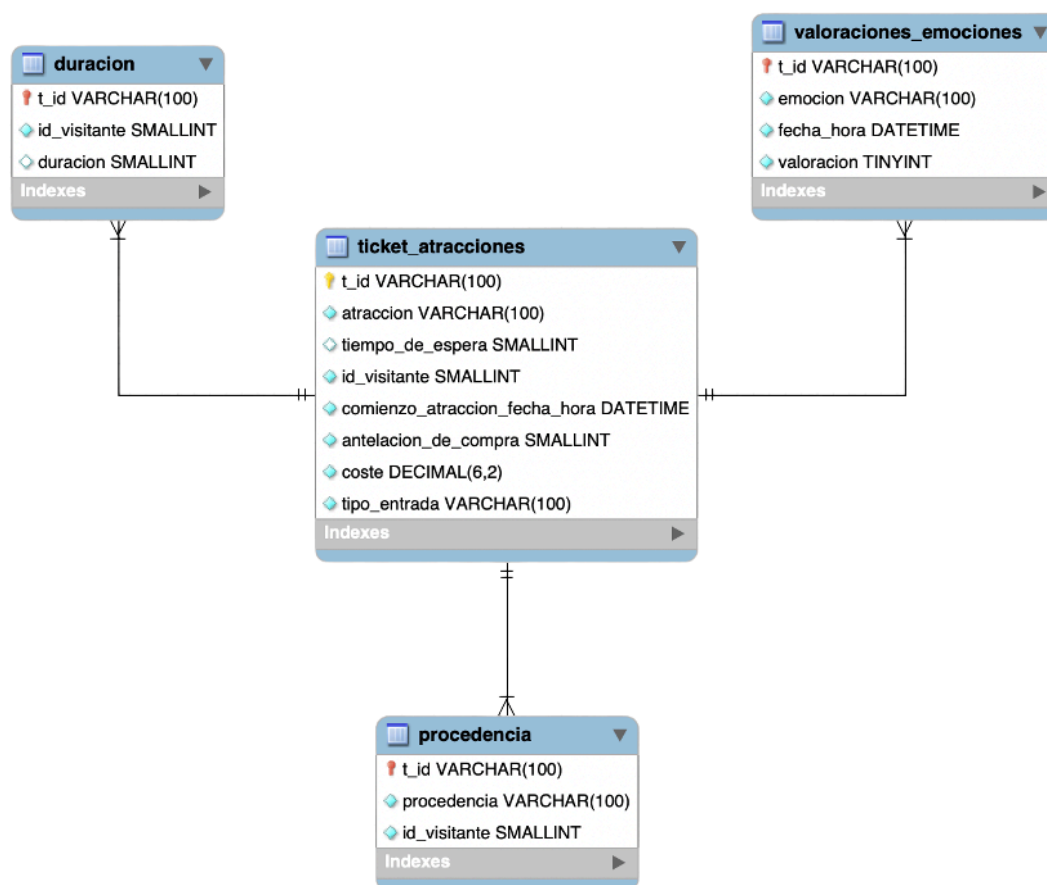 duracion
t_id VARCHAR(100)
id_visitante SMALLINT
duracion SMALLINT
Indexes
valoraciones_emociones
t_id VARCHAR(100)
emocion VARCHAR(100)
fecha_hora DATETIME
valoracion TINYINT
Indexes
ticket_atracciones
t_id VARCHAR(100)
atraccion VARCHAR(100)
tiempo_de_espera SMALLINT
id_visitante SMALLINT
comienzo_atraccion_fecha_hora DATETIME
antelacion_de_compra SMALLINT
coste DECIMAL(6,2)
tipo_entrada VARCHAR(100)
Indexes
procedencia
t_id VARCHAR(100)
procedencia VARCHAR(100)
id_visitante SMALLINT
Indexes